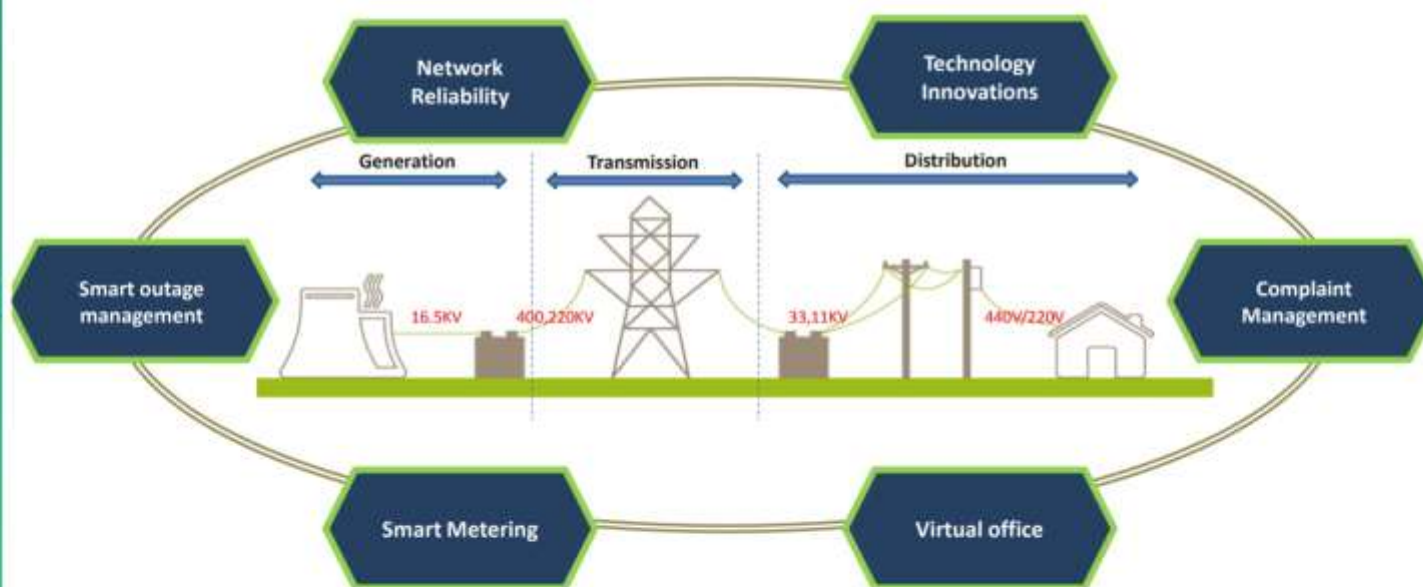 Network
Reliability
Technology
Innovations
Generation
Transmission
Distribution
Smart outage
management
16.5KV
400,220KV
33,11KV
440V/220V
Complaint
Management
Smart Metering
Virtual office